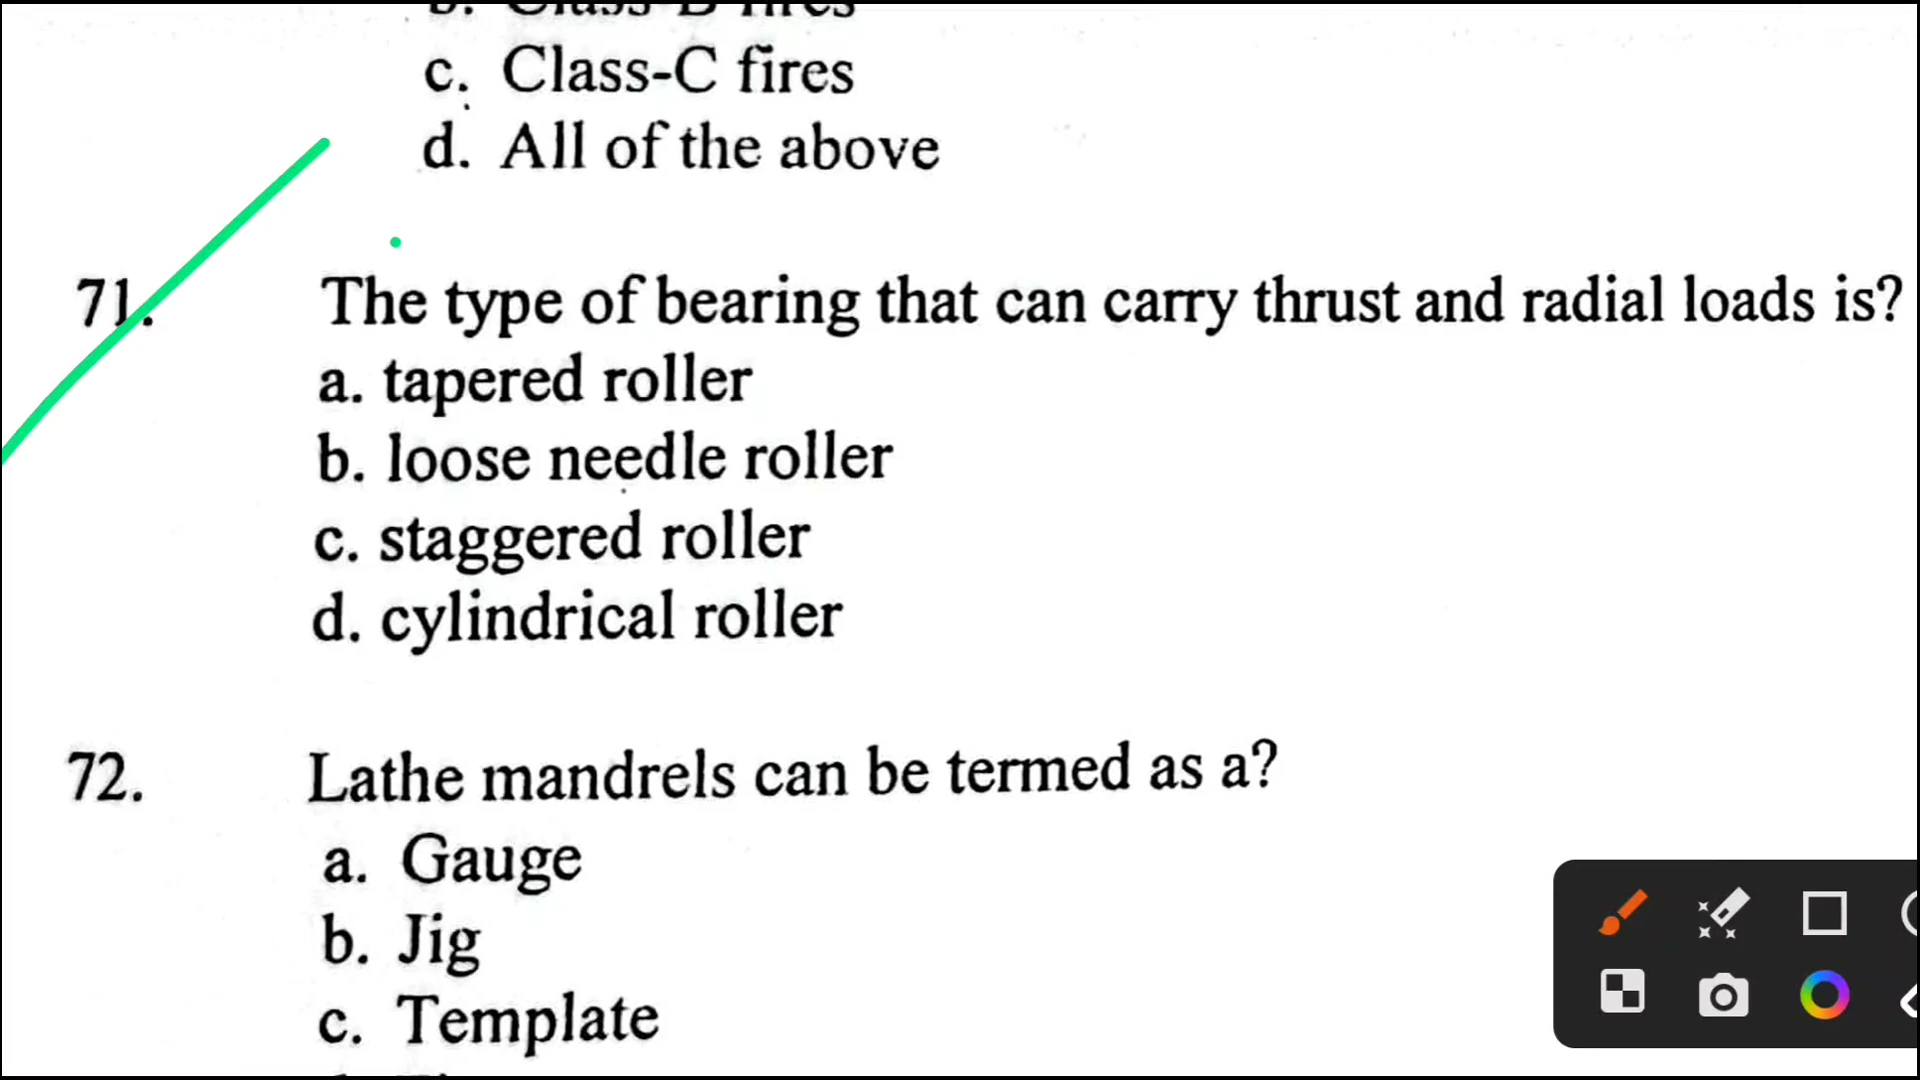 b. Class-B fires
c. Class-C fires
d. All of the above
71. The type of bearing that can carry thrust and radial loads is?
a. tapered roller
b. loose needle roller
c. staggered roller
d. cylindrical roller
72. Lathe mandrels can be termed as a?
a. Gauge
b. Jig
c. Template